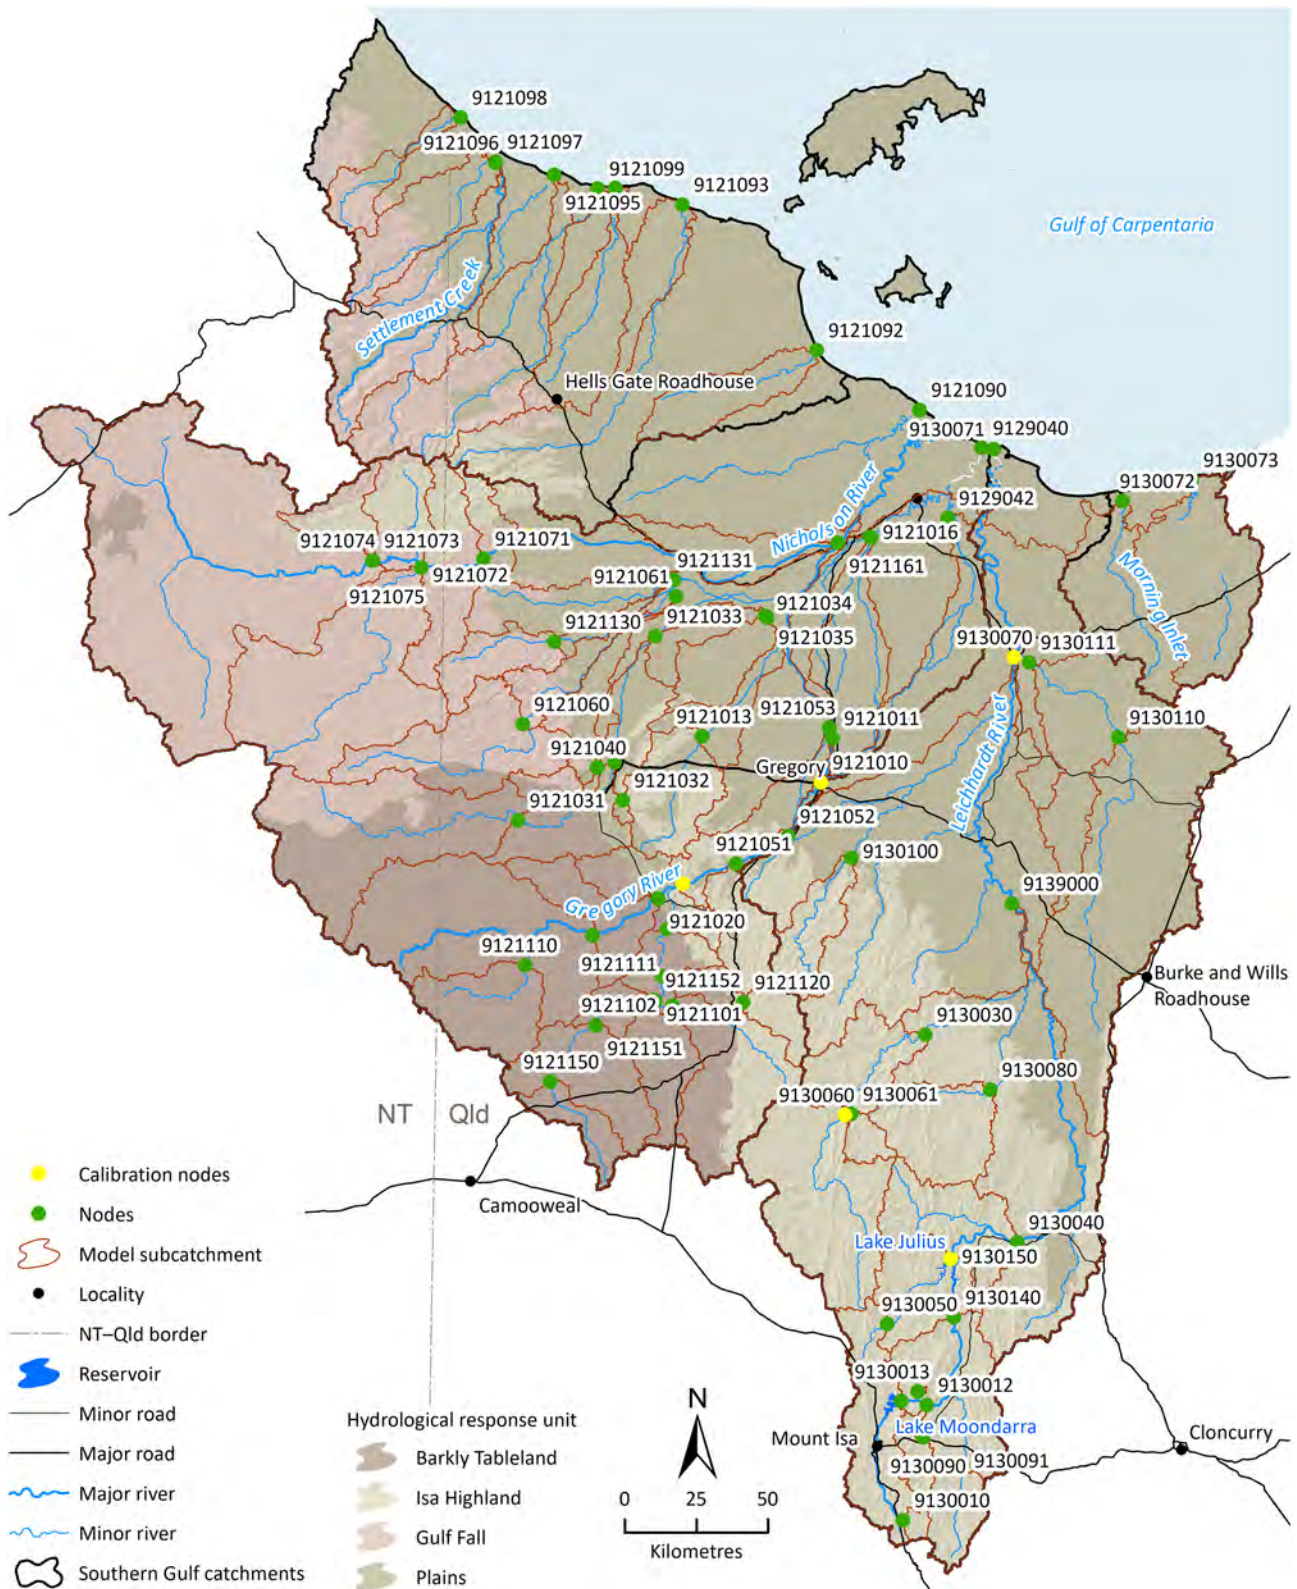 9121098
9121096
9121097
9121099
9121093
9121095
Gulf of Carpentaria
Settlement Creek
9121092
Hells Gate Roadhouse
9121090
9130071
9129040
9130073
9130072
Nicholson River
9129042
9121074
9121073
9121071
9121016
9121131
9121161
9121072
9121061
9121075
Morning Inlet
9121034
9121130
9121033
9121035
9130070
9130111
9121060
9121053
9121013
9121011
9130110
9121040
Gregory
9121010
Leichhardt River
9121032
9121031
9121052
9121051
9130100
Gregory River
9139000
9121020
9121110
9121111
9121152
9121120
Burke and Wills
Roadhouse
9121102
9121101
9130030
9121151
9121150
9130080
NT
Qld
9130060
9130061
Calibration nodes
Camooweal
Nodes
9130040
Lake Julius
Model subcatchment
9130150
Locality
9130050
9130140
NT–Qld border
Reservoir
9130013
9130012
N
Minor road
Hydrological response unit
Lake Moondarra
Mount Isa
Cloncurry
Major road
Barkly Tableland
9130090
9130091
Major river
Isa Highland
0
25
50
9130010
Minor river
Gulf Fall
Kilometres
Southern Gulf catchments
Plains